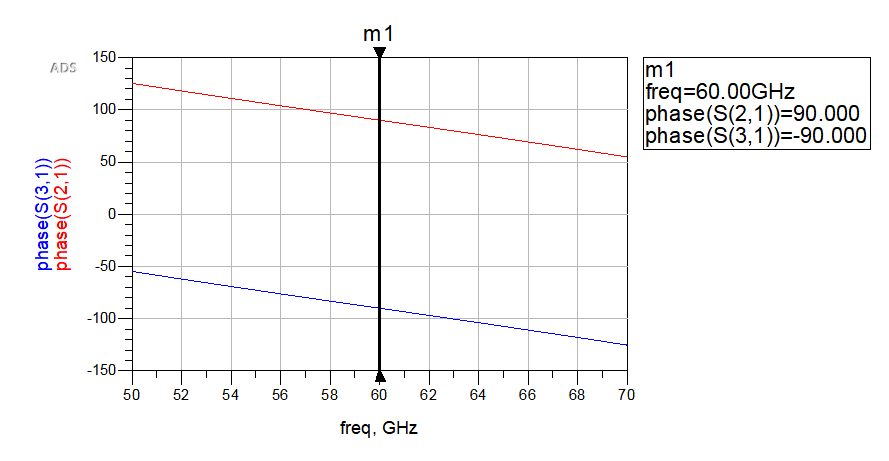 m1
ADS
150
100
50
0
-50
-100
-150
phase(S(3,1))
phase(S(2,1))
50 52 54 56 58 60 62 64 66 68 70
freq, GHz
m1
freq=60.00GHz
phase(S(2,1))=90.000
phase(S(3,1))=-90.000